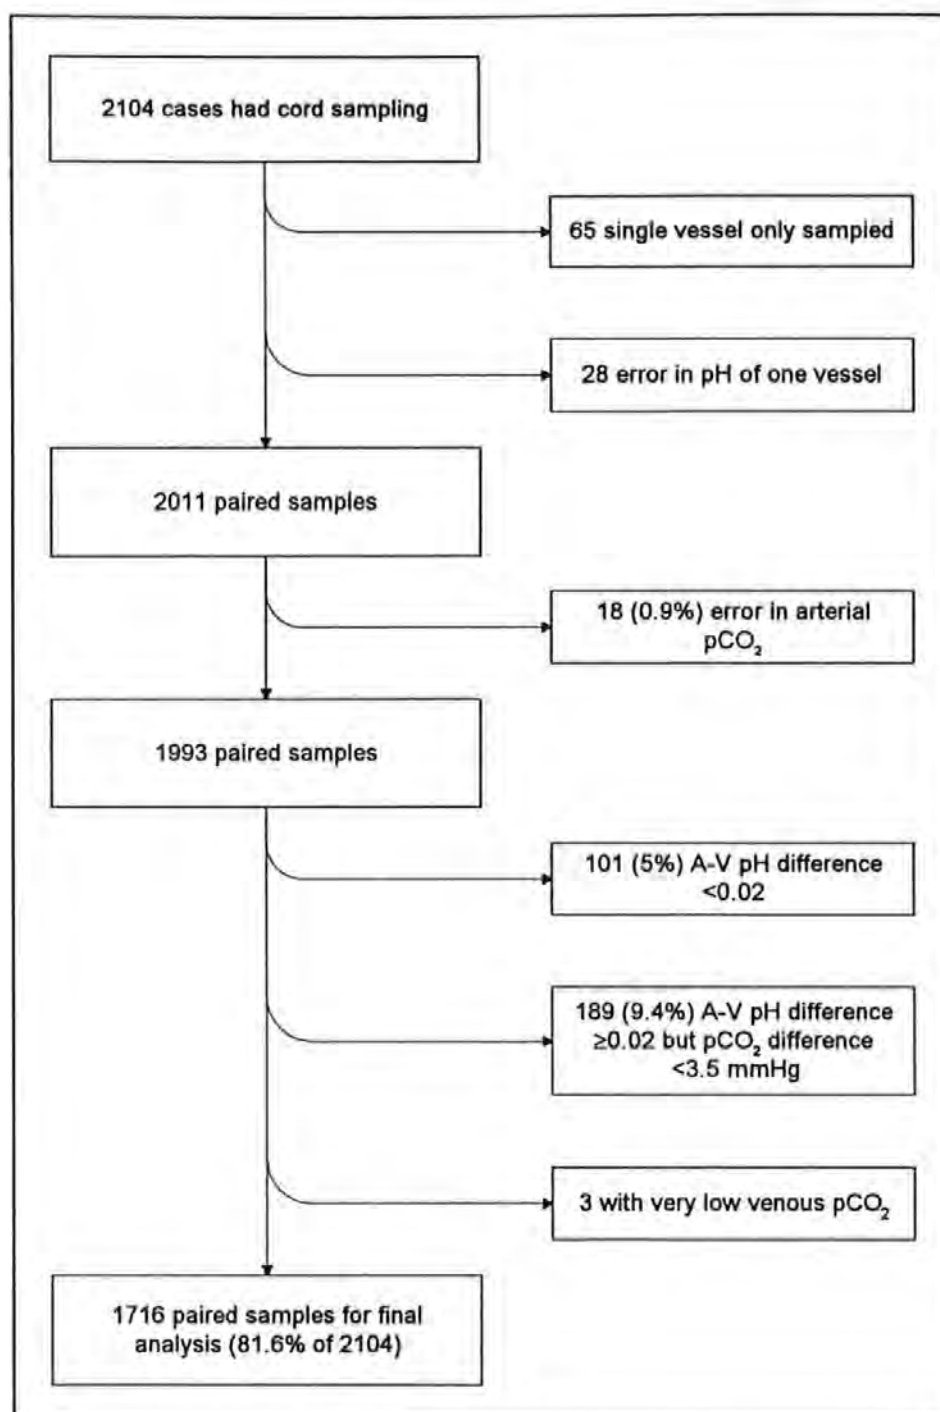 2104 cases had cord sampling
65 single vessel only sampied
28 error in pH of one vessel
2011 paired samples
18 (0.9%) error in arterial
pCO₂
1993 paired samples
101 (5%) A-V pH difference
<0.02
189 (9.4%) A-V pH difference
≥0.02 but pCO₂ difference
<3.5 mmHg
3 with very low venous pCO₂
1716 paired samples for final
analysis (81.6% of 2104)